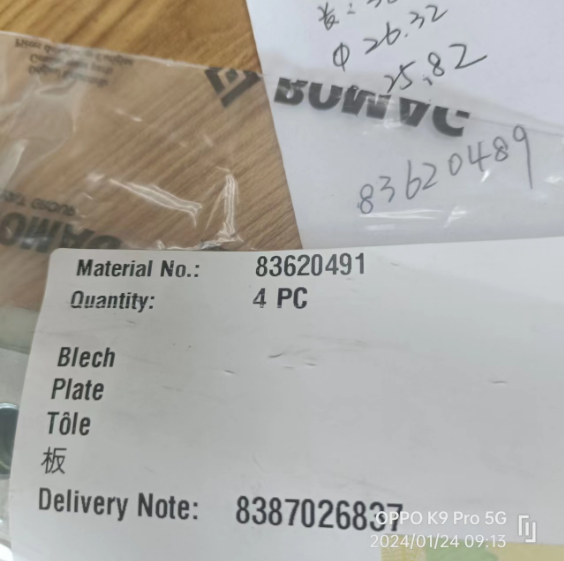 Φ 26.32
25.82
83620489
Material No.: 83620491
Quantity: 4 PC
Blech
Plate
Tôle
板
Delivery Note: 8387026837
OPPO K9 Pro 5G
2024/01/24 09:13